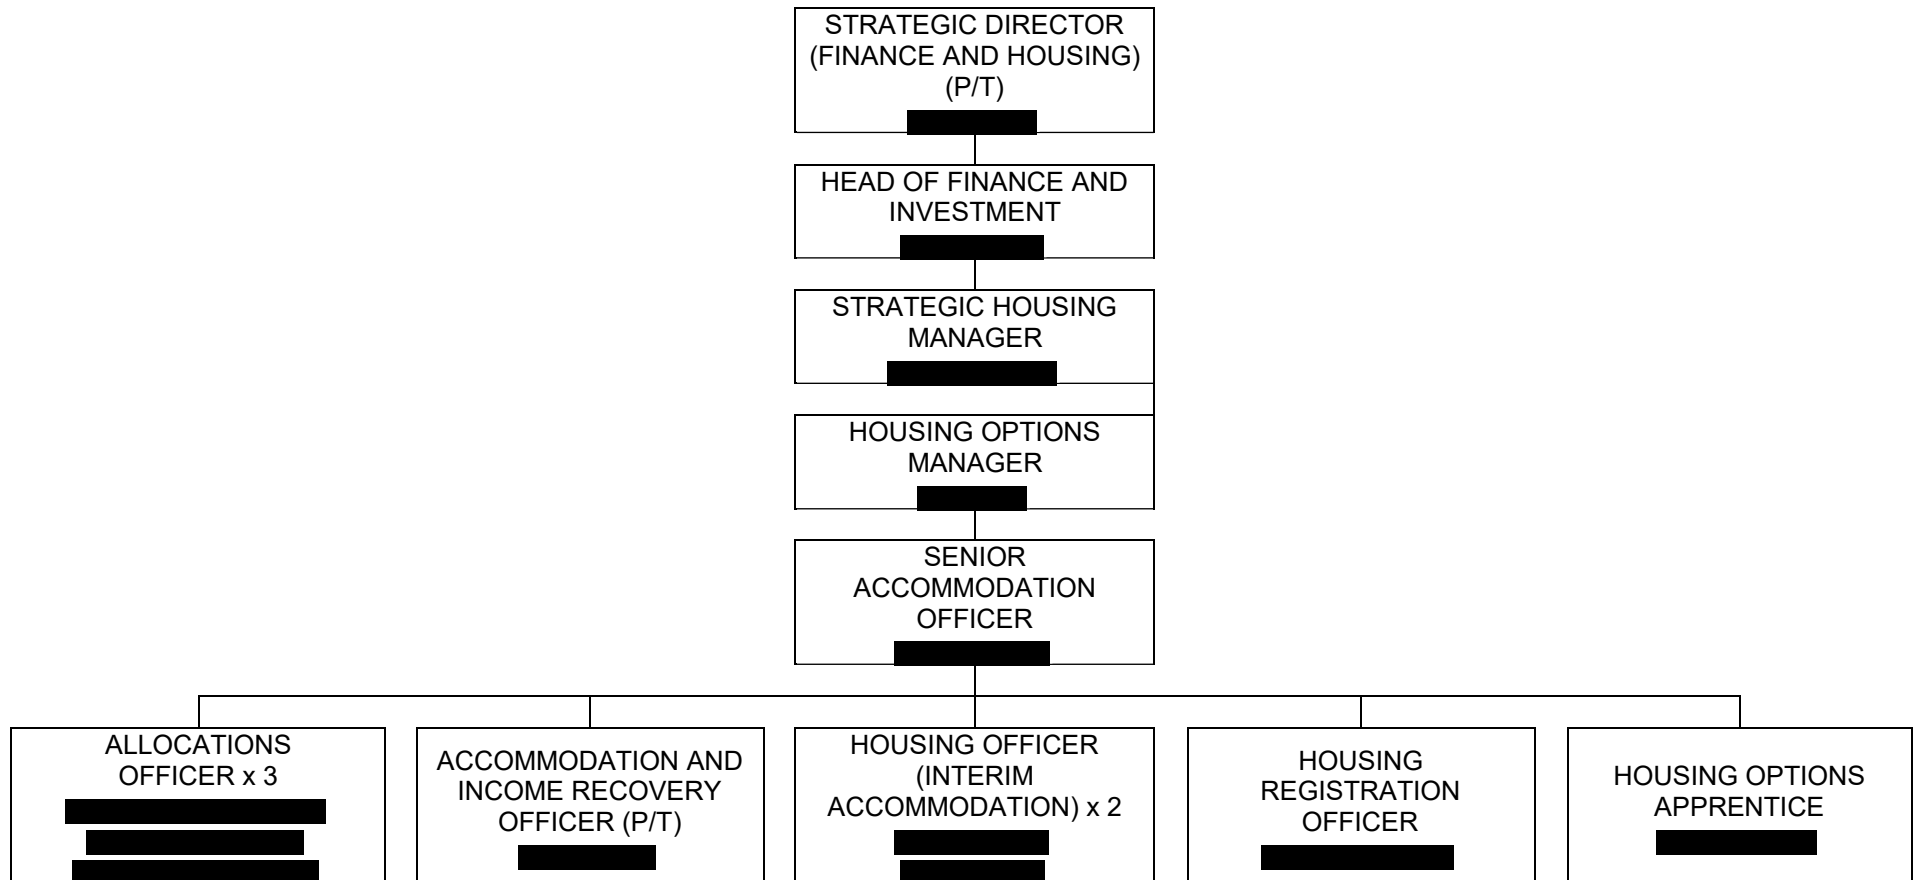 STRATEGIC DIRECTOR
(FINANCE AND HOUSING)
(P/T)
HEAD OF FINANCE AND
INVESTMENT
STRATEGIC HOUSING
MANAGER
HOUSING OPTIONS
MANAGER
SENIOR
ACCOMMODATION
OFFICER
ALLOCATIONS
OFFICER x 3
ACCOMMODATION AND
INCOME RECOVERY
OFFICER (P/T)
HOUSING OFFICER
(INTERIM
ACCOMMODATION) x 2
HOUSING
REGISTRATION
OFFICER
HOUSING OPTIONS
APPRENTICE